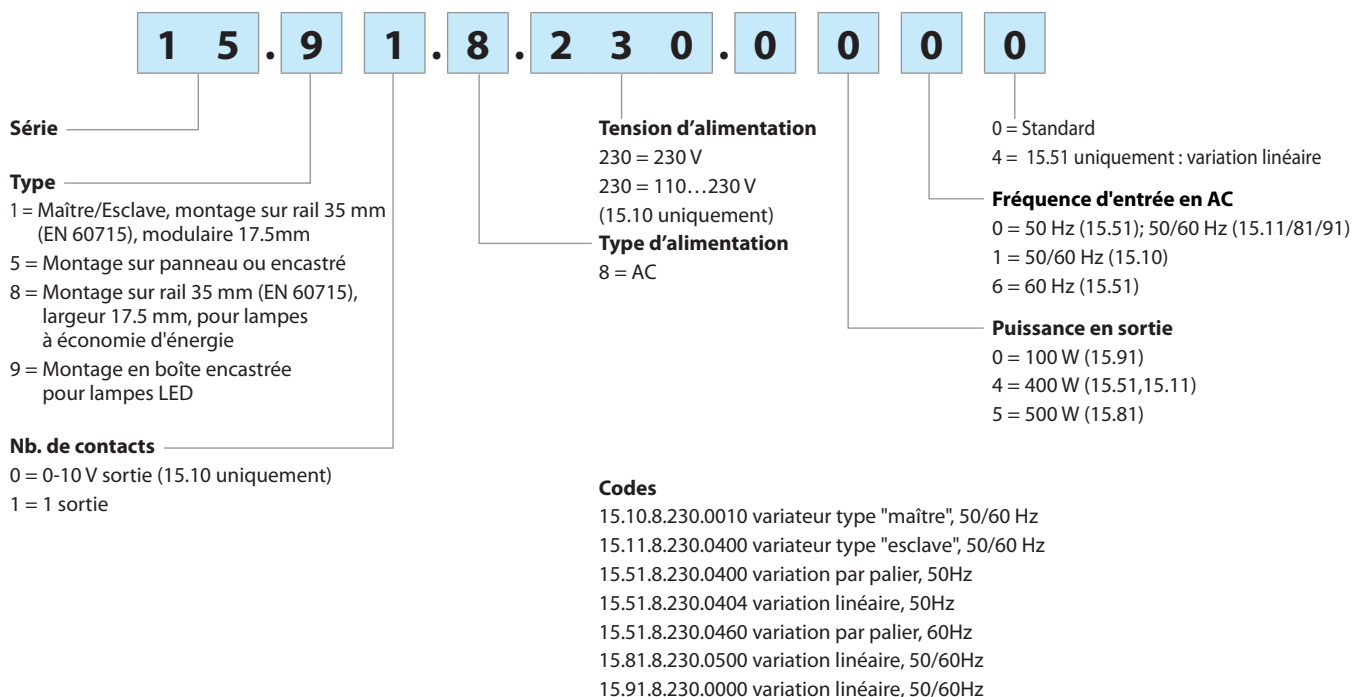 1 5 . 9 1 . 8 . 2 3 0 . 0 0 0 0
Série
Type
1 = Maître/Esclave, montage sur rail 35 mm
(EN 60715), modulaire 17.5mm
5 = Montage sur panneau ou encastré
8 = Montage sur rail 35 mm (EN 60715),
largeur 17.5 mm, pour lampes
à économie d'énergie
9 = Montage en boîte encastrée
pour lampes LED
Nb. de contacts
0 = 0-10 V sortie (15.10 uniquement)
1 = 1 sortie
Tension d’alimentation
230 = 230 V
230 = 110…230 V
(15.10 uniquement)
Type d’alimentation
8 = AC
0 = Standard
4 = 15.51 uniquement : variation linéaire
Fréquence d'entrée en AC
0 = 50 Hz (15.51); 50/60 Hz (15.11/81/91)
1 = 50/60 Hz (15.10)
6 = 60 Hz (15.51)
Puissance en sortie
0 = 100 W (15.91)
4 = 400 W (15.51,15.11)
5 = 500 W (15.81)
Codes
15.10.8.230.0010 variateur type "maître", 50/60 Hz
15.11.8.230.0400 variateur type "esclave", 50/60 Hz
15.51.8.230.0400 variation par palier, 50Hz
15.51.8.230.0404 variation linéaire, 50Hz
15.51.8.230.0460 variation par palier, 60Hz
15.81.8.230.0500 variation linéaire, 50/60Hz
15.91.8.230.0000 variation linéaire, 50/60Hz